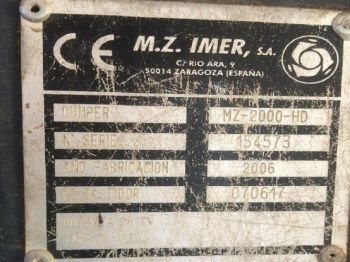 CE M.Z. IMER, S.A.
C/ RIO ARA, 9
50014 ZARAGOZA (ESPAÑA)
DUMPER MZ-2000-HD
Nº SERIE 154573
AÑO FABRICACION 2006
070617